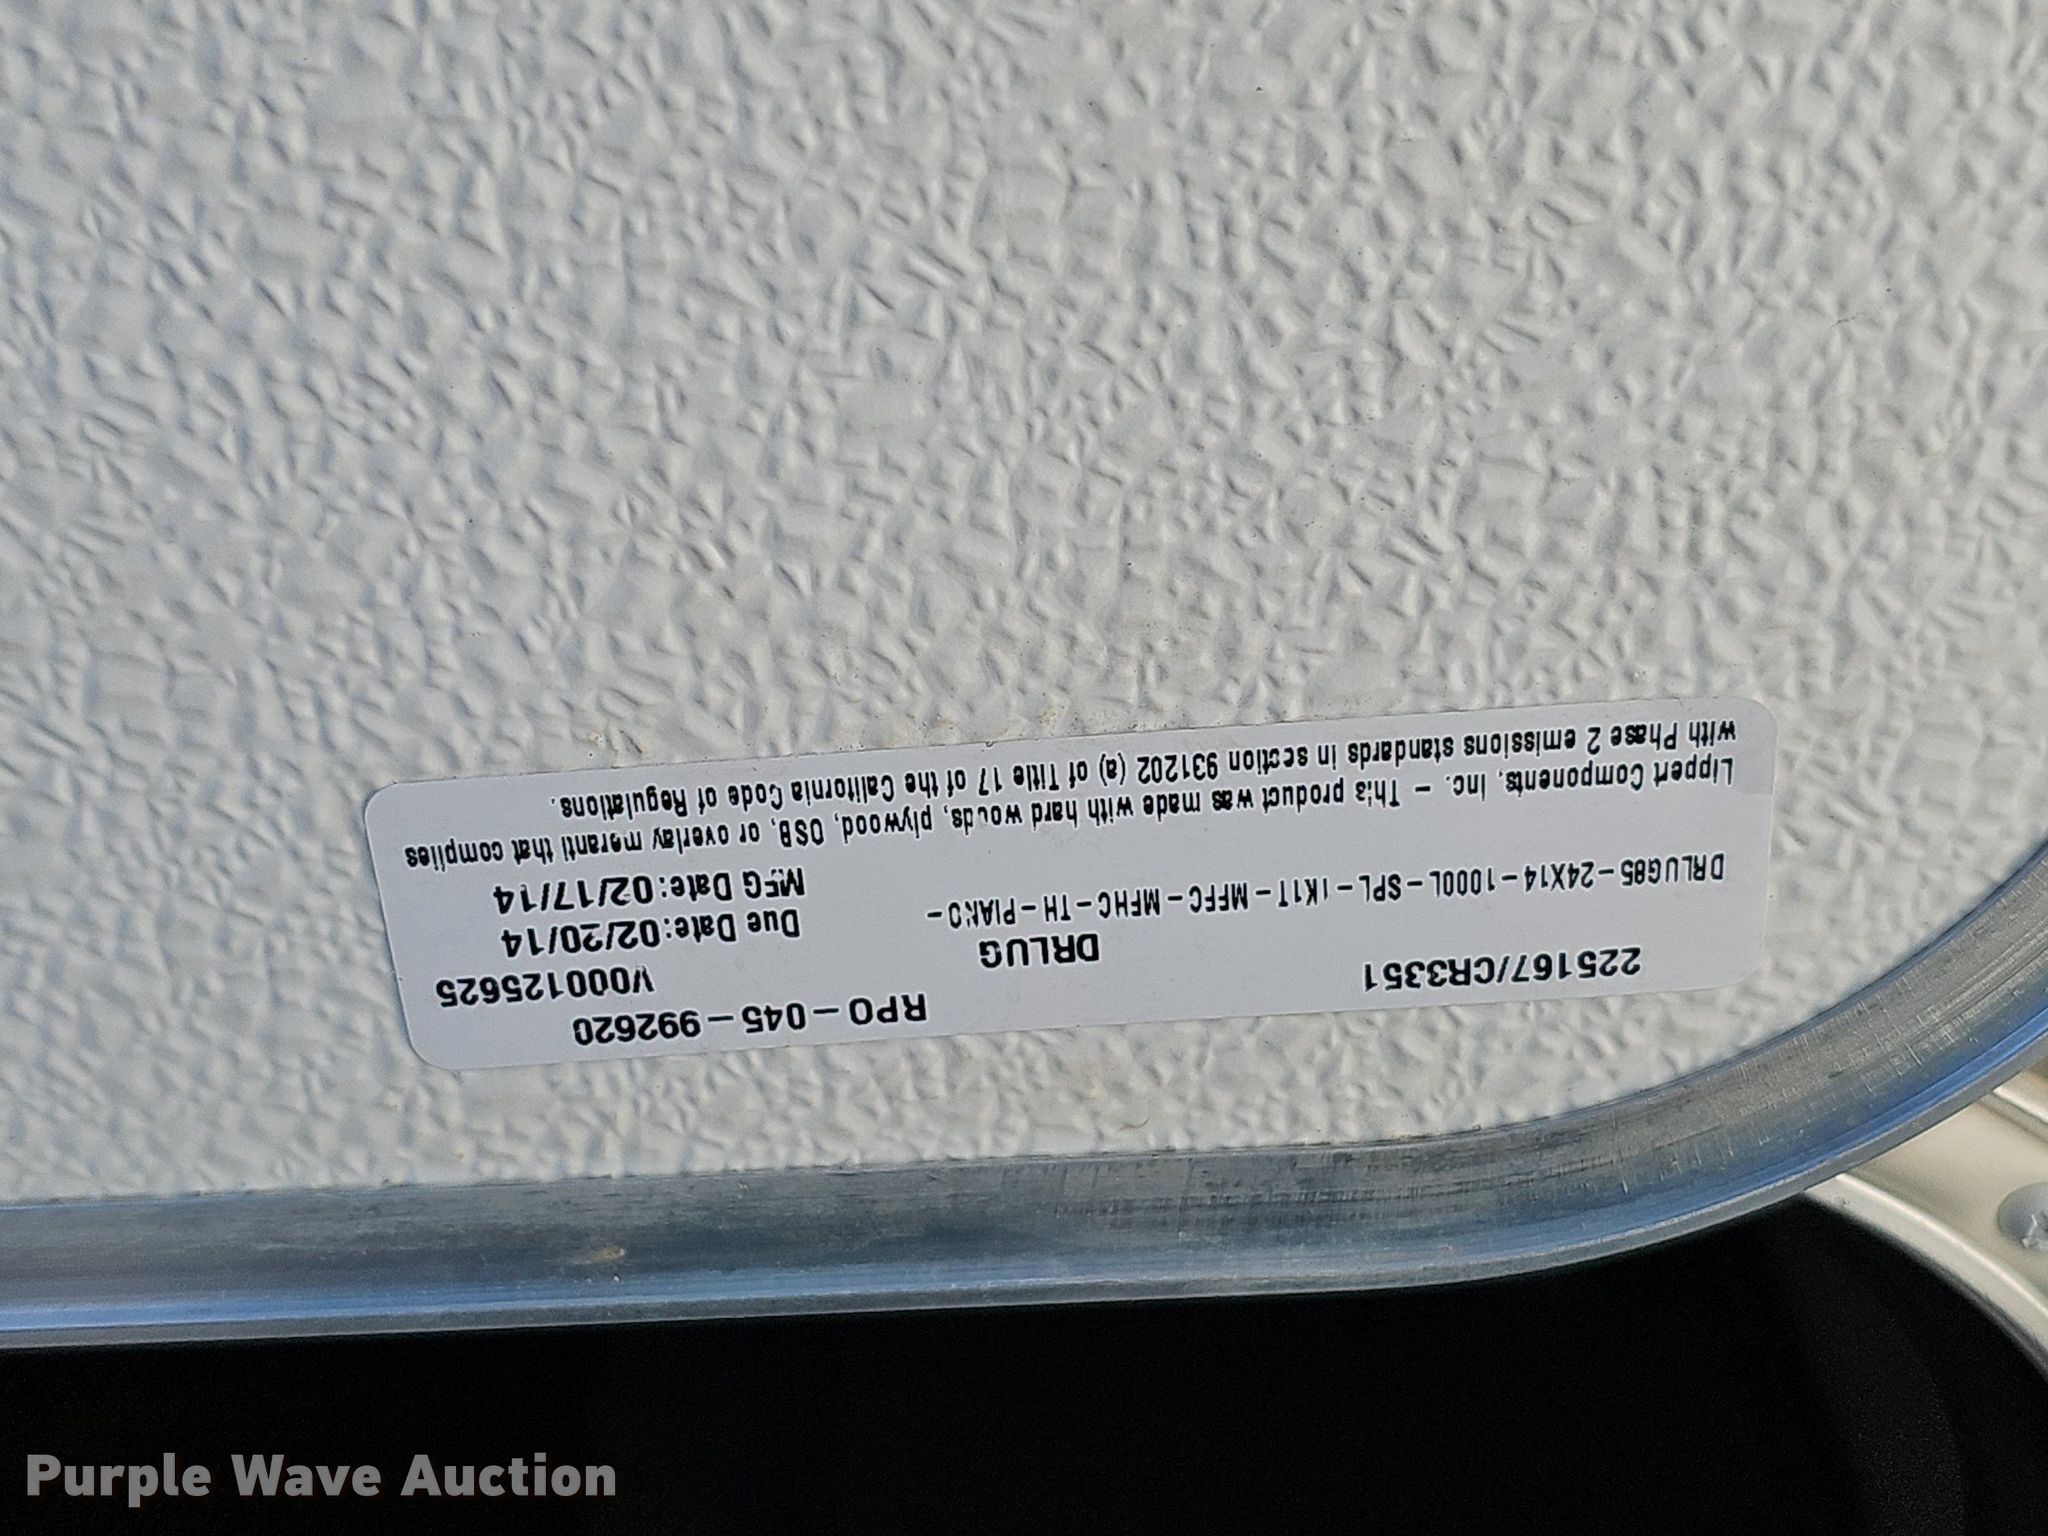 225167/CR3351
RPO-045-992620
DRLUG
V000125625
Due Date:02/20/14
DRLUG85-24X14-1000L-SPL-1K1T-MFFC-MFHC-TH-PIANO-
MFG Date:02/17/14
Lippert Components, Inc. - This product was made with hard woods, plywood, OSB, or overlay meranti that complies
with Phase 2 emissions standards in section 931202 (a) of Title 17 of the California Code of Regulations.
Purple Wave Auction